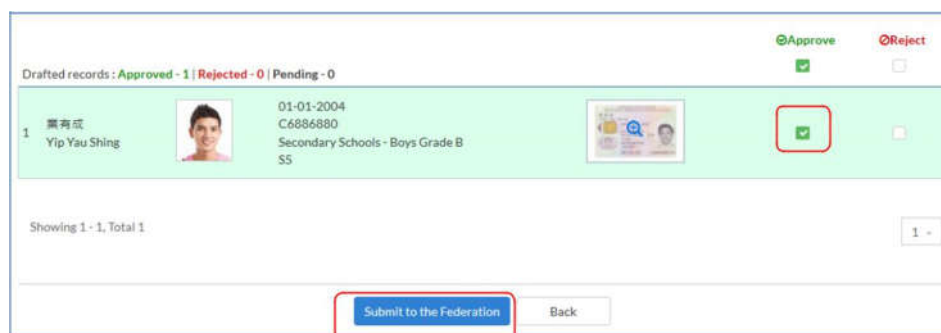 Approve Reject
Drafted records : Approved - 1 | Rejected - 0 | Pending - 0
1
葉有成
Yip Yau Shing
01-01-2004
C6886880
Secondary Schools - Boys Grade B
S5
Showing 1 - 1, Total 1
1
Submit to the Federation
Back